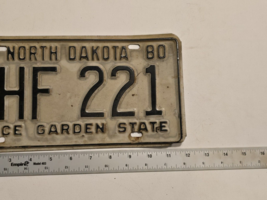 NORTH DAKOTA 80
HF 221
CE GARDEN STATE